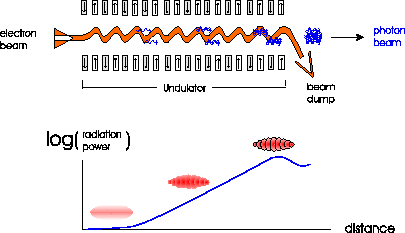 electron
beam
photon
beam
Undulator
beam
dump
log(radiation
power)
distance